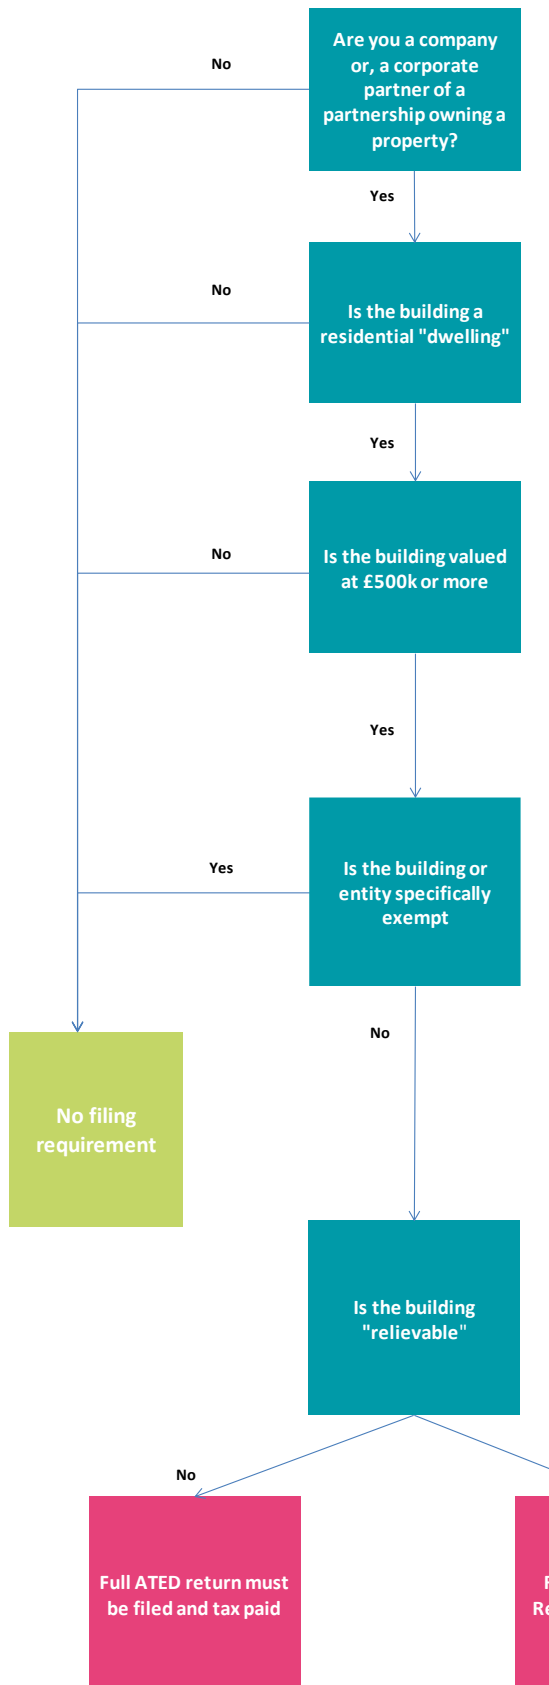 Are you a company
or, a corporate
partner of a
partnership owning a
property?
No
Yes
Is the building a
residential "dwelling"
No
Yes
Is the building valued
at £500k or more
No
Yes
Is the building or
entity specifically
exempt
Yes
No
No filing
requirement
Is the building
"relievable"
No
Full ATED return must
be filed and tax paid